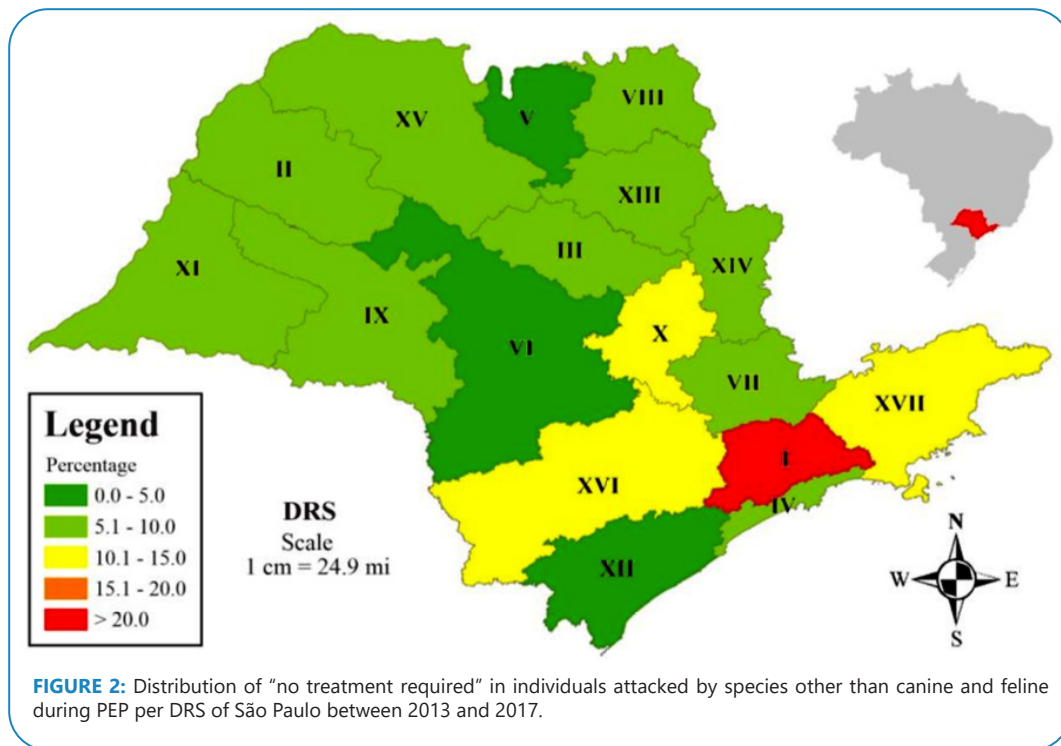 VIII
V
XV
II
XIII
III
XIV
XI
IX
X
VI
VII
XVII
I
XVI
IV
XII
Legend
Percentage
0.0 - 5.0
5.1 - 10.0
10.1 - 15.0
15.1 - 20.0
> 20.0
DRS
Scale
1 cm = 24.9 mi
N
W
E
S
FIGURE 2: Distribution of “no treatment required” in individuals attacked by species other than canine and feline
during PEP per DRS of São Paulo between 2013 and 2017.